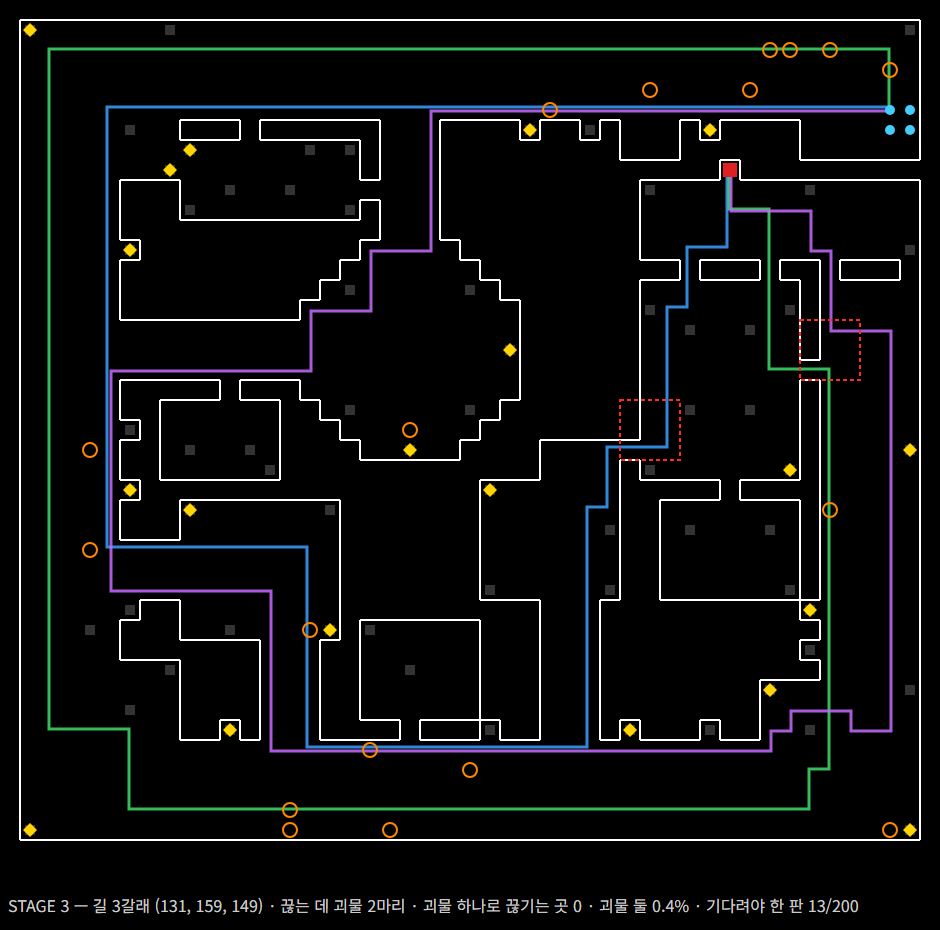 STAGE 3 — 길 3갈래 (131, 159, 149) · 끊는 데 괴물 2마리 · 괴물 하나로 끊기는 곳 0 · 괴물 둘 0.4% · 기다려야 한 판 13/200